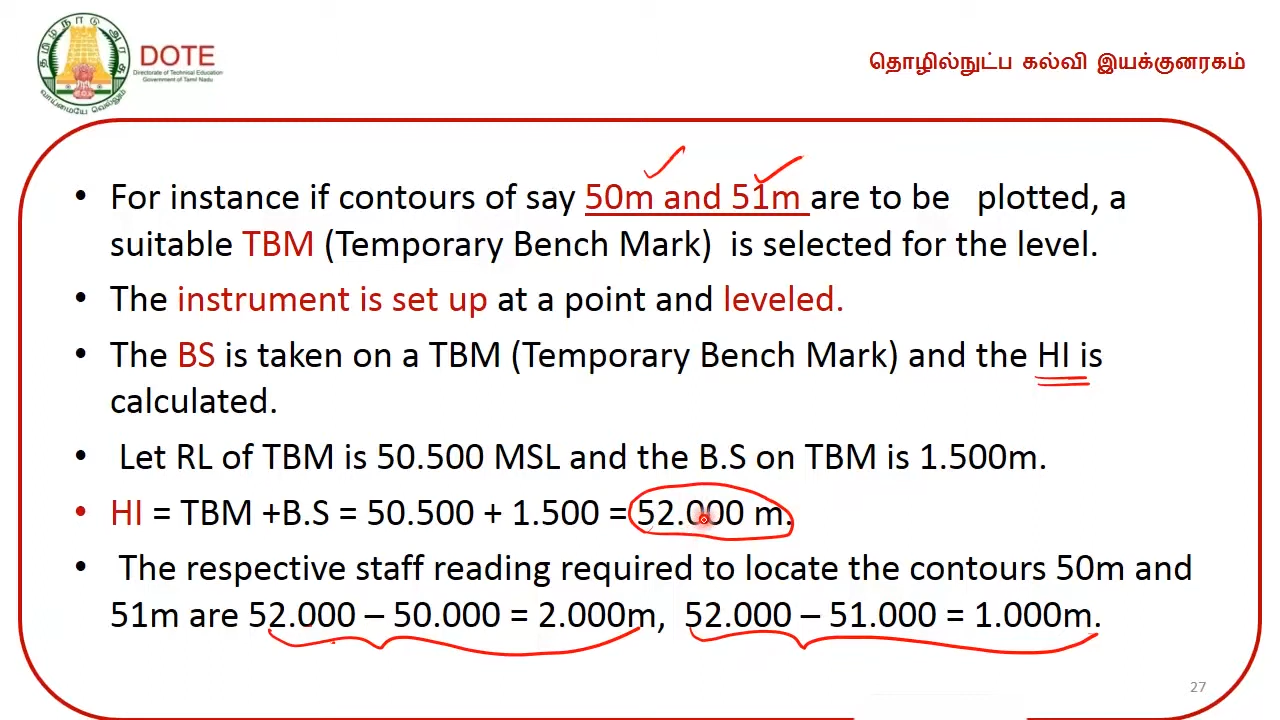 தமிழ்நாடு அரசு
வாய்மையே வெல்லும்
DOTE
Directorate of Technical Education
Government of Tamil Nadu
தொழில்நுட்ப கல்வி இயக்குனரகம்
• For instance if contours of say 50m and 51m are to be plotted, a
suitable TBM (Temporary Bench Mark) is selected for the level.
• The instrument is set up at a point and leveled.
• The BS is taken on a TBM (Temporary Bench Mark) and the HI is
calculated.
• Let RL of TBM is 50.500 MSL and the B.S on TBM is 1.500m.
• HI = TBM +B.S = 50.500 + 1.500 = 52.000 m.
• The respective staff reading required to locate the contours 50m and
51m are 52.000 – 50.000 = 2.000m, 52.000 – 51.000 = 1.000m.
27